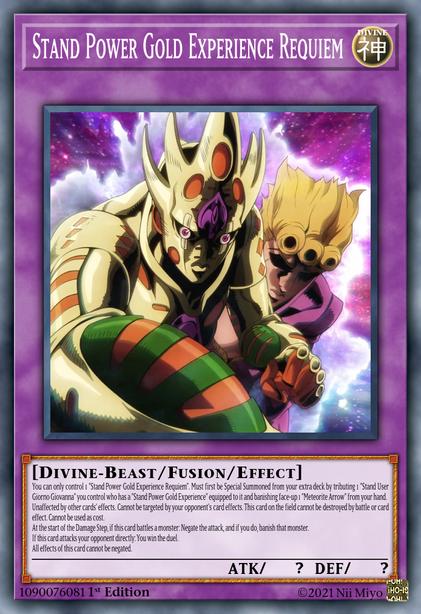 Stand Power Gold Experience Requiem
DIVINE
神
[Divine-Beast/Fusion/Effect]
You can only control 1 "Stand Power Gold Experience Requiem". Must first be Special Summoned from your extra deck by tributing 1 "Stand User
Giorno Giovanna" you control who has a "Stand Power Gold Experience" equipped to it and banishing face-up 1 "Meteorite Arrow" from your hand.
Unaffected by other cards' effects. Cannot be targeted by your opponent's card effects. This card on the field cannot be destroyed by battle or card
effect. Cannot be used as cost.
At the start of the Damage Step, if this card battles a monster: Negate the attack, and if you do, banish that monster.
If this card attacks your opponent directly: You win the duel.
All effects of this card cannot be negated.
ATK/ ? DEF/ ?
1090076081 1st Edition ©2021 Nii Miyo